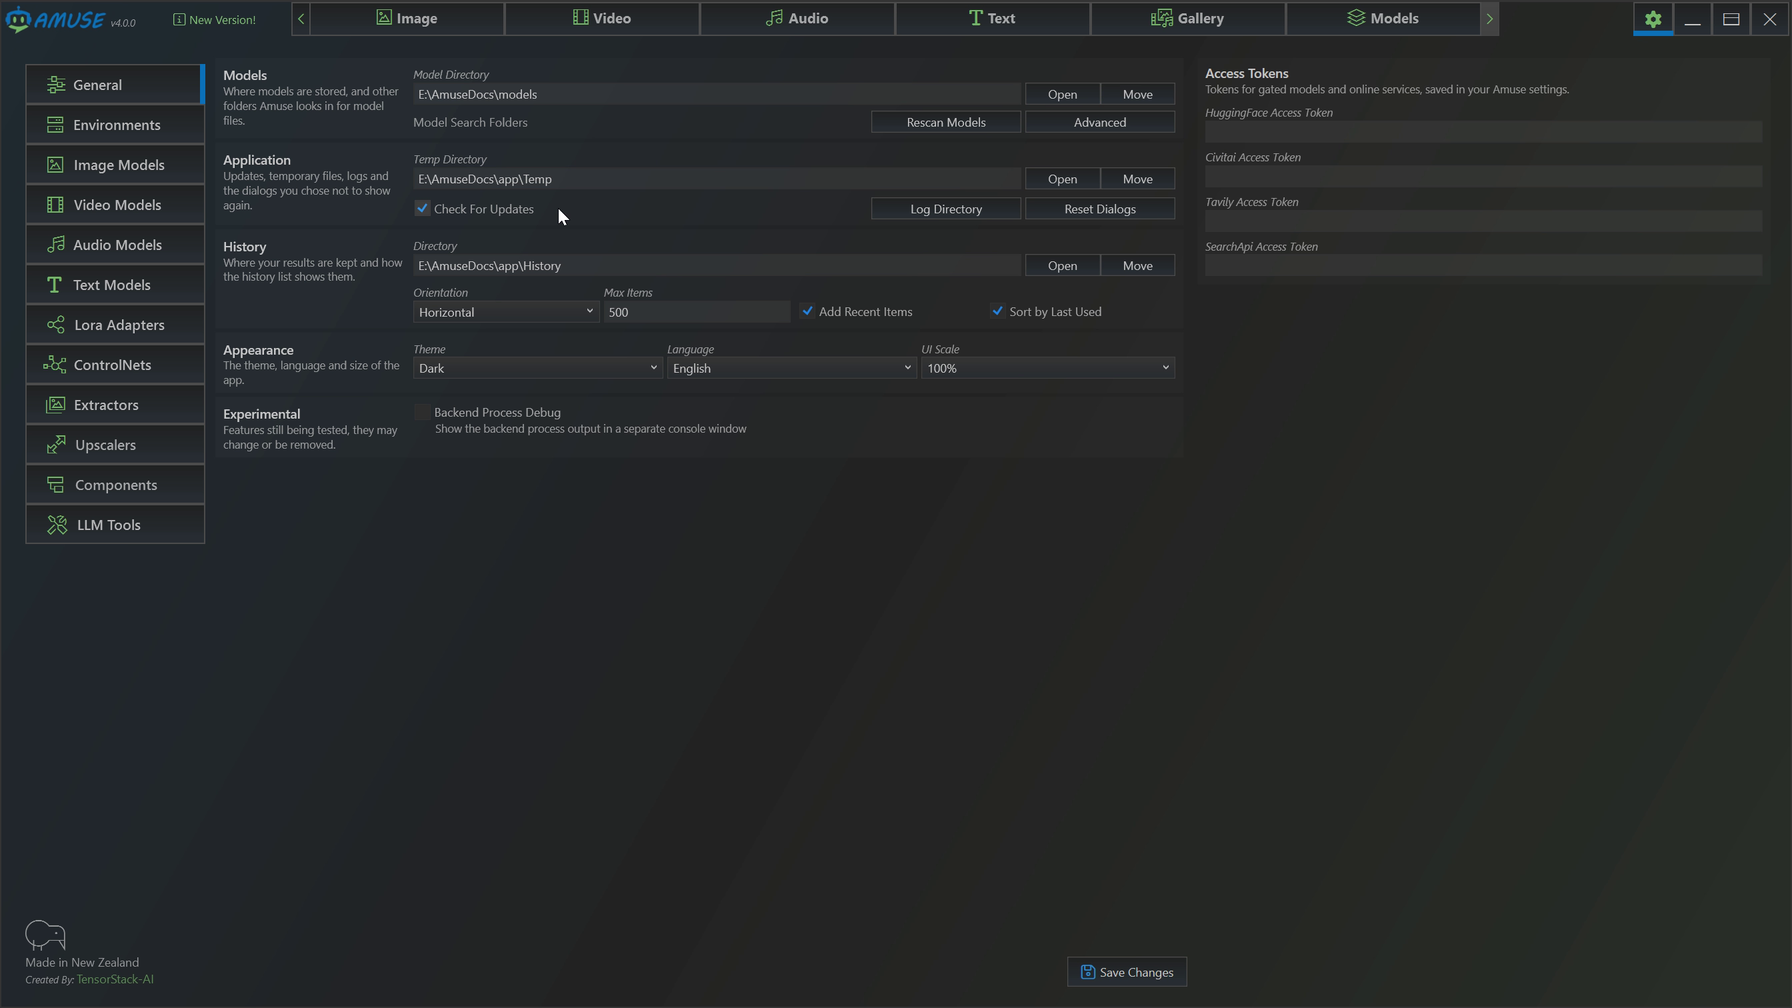 AMUSE v4.0.0
New Version!
Image
Video
Audio
Text
Gallery
Models
General
Environments
Image Models
Video Models
Audio Models
Text Models
Lora Adapters
ControlNets
Extractors
Upscalers
Components
LLM Tools
Models
Where models are stored, and other
folders Amuse looks in for model
files.
Model Directory
E:\AmuseDocs\models
Open
Move
Model Search Folders
Rescan Models
Advanced
Application
Updates, temporary files, logs and
the dialogs you chose not to show
again.
Temp Directory
E:\AmuseDocs\app\Temp
Open
Move
Check For Updates
Log Directory
Reset Dialogs
History
Where your results are kept and how
the history list shows them.
Directory
E:\AmuseDocs\app\History
Open
Move
Orientation
Max Items
Horizontal
500
Add Recent Items
Sort by Last Used
Appearance
The theme, language and size of the
app.
Theme
Language
UI Scale
Dark
English
100%
Experimental
Features still being tested, they may
change or be removed.
Backend Process Debug
Show the backend process output in a separate console window
Access Tokens
Tokens for gated models and online services, saved in your Amuse settings.
HuggingFace Access Token
Civitai Access Token
Tavily Access Token
SearchApi Access Token
Made in New Zealand
Created By: TensorStack-AI
Save Changes